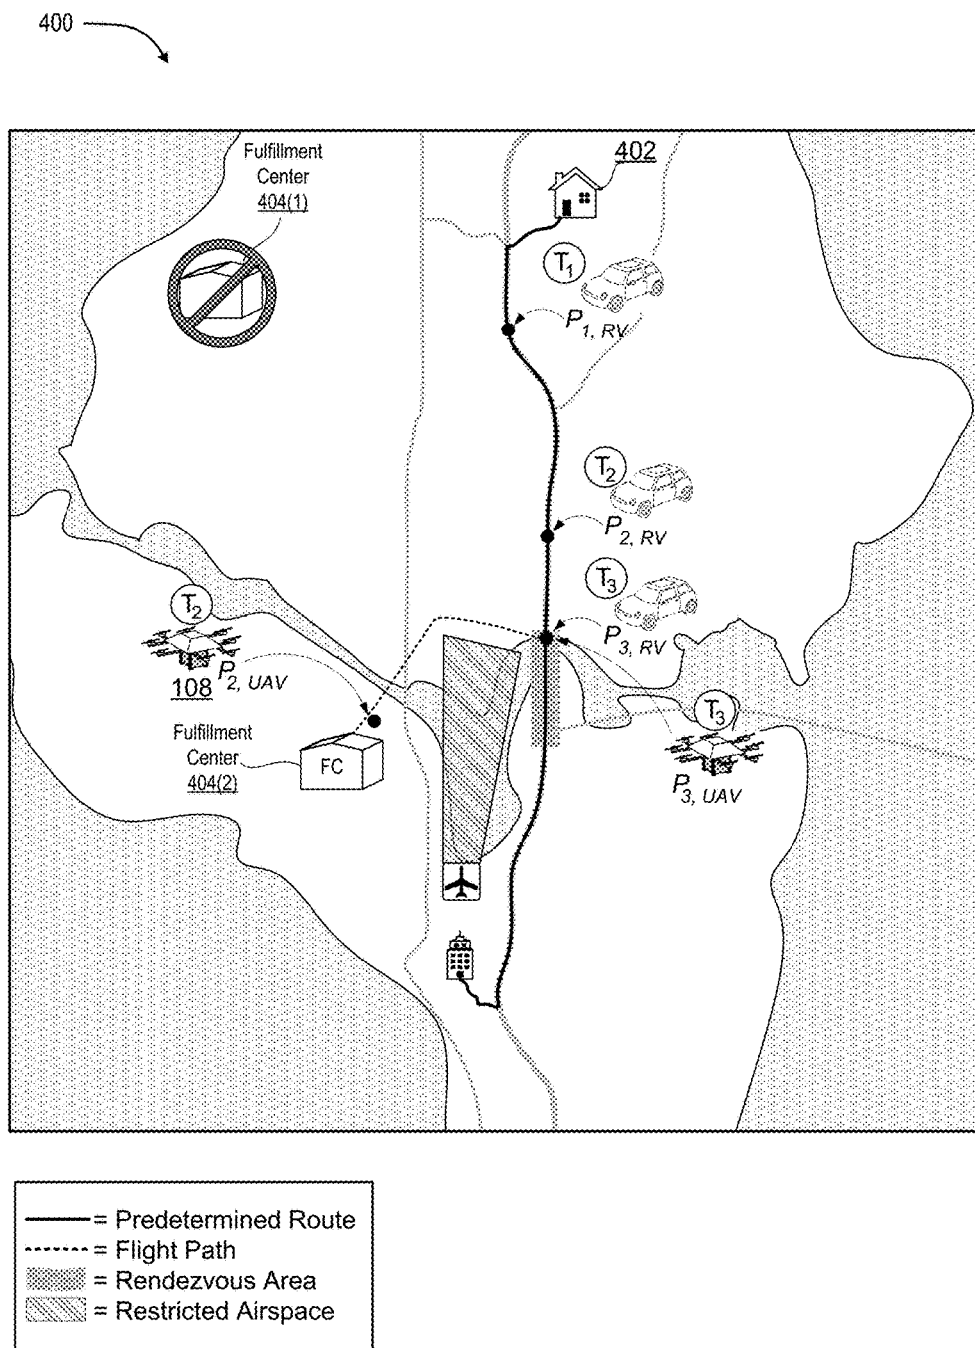 400
Fulfillment
Center
404(1)
402
T1
P1, RV
T2
P2, RV
T3
P3, RV
T2
108
P2, UAV
Fulfillment
Center
404(2)
FC
T3
P3, UAV
= Predetermined Route
= Flight Path
= Rendezvous Area
= Restricted Airspace